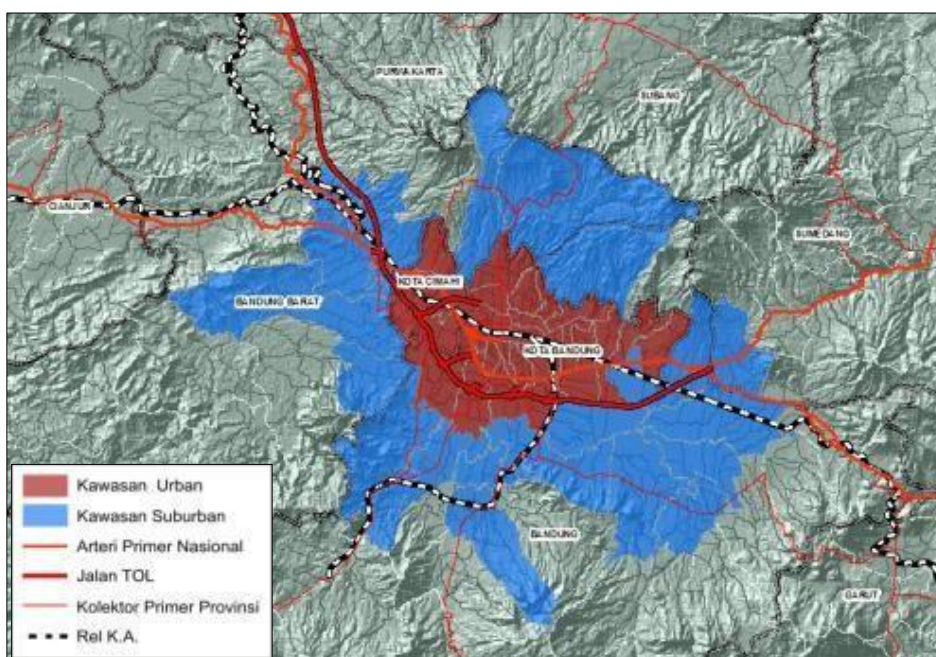 PURWAKARTA
SUBANG
CIANJUR
SUMEDANG
KOTA CIMAHI
BANDUNG BARAT
KOTA BANDUNG
BANDUNG
GARUT
Kawasan Urban
Kawasan Suburban
Arteri Primer Nasional
Jalan TOL
Kolektor Primer Provinsi
Rel K.A.